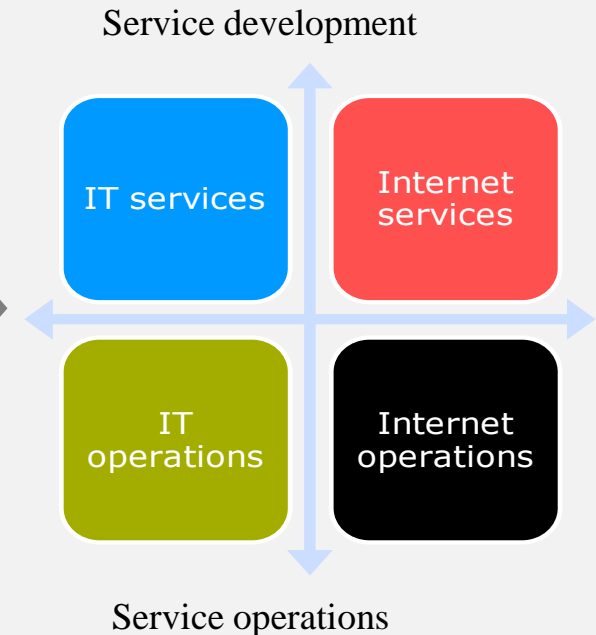 Service development
IT services
Internet
services
IT
operations
Internet
operations
Service operations